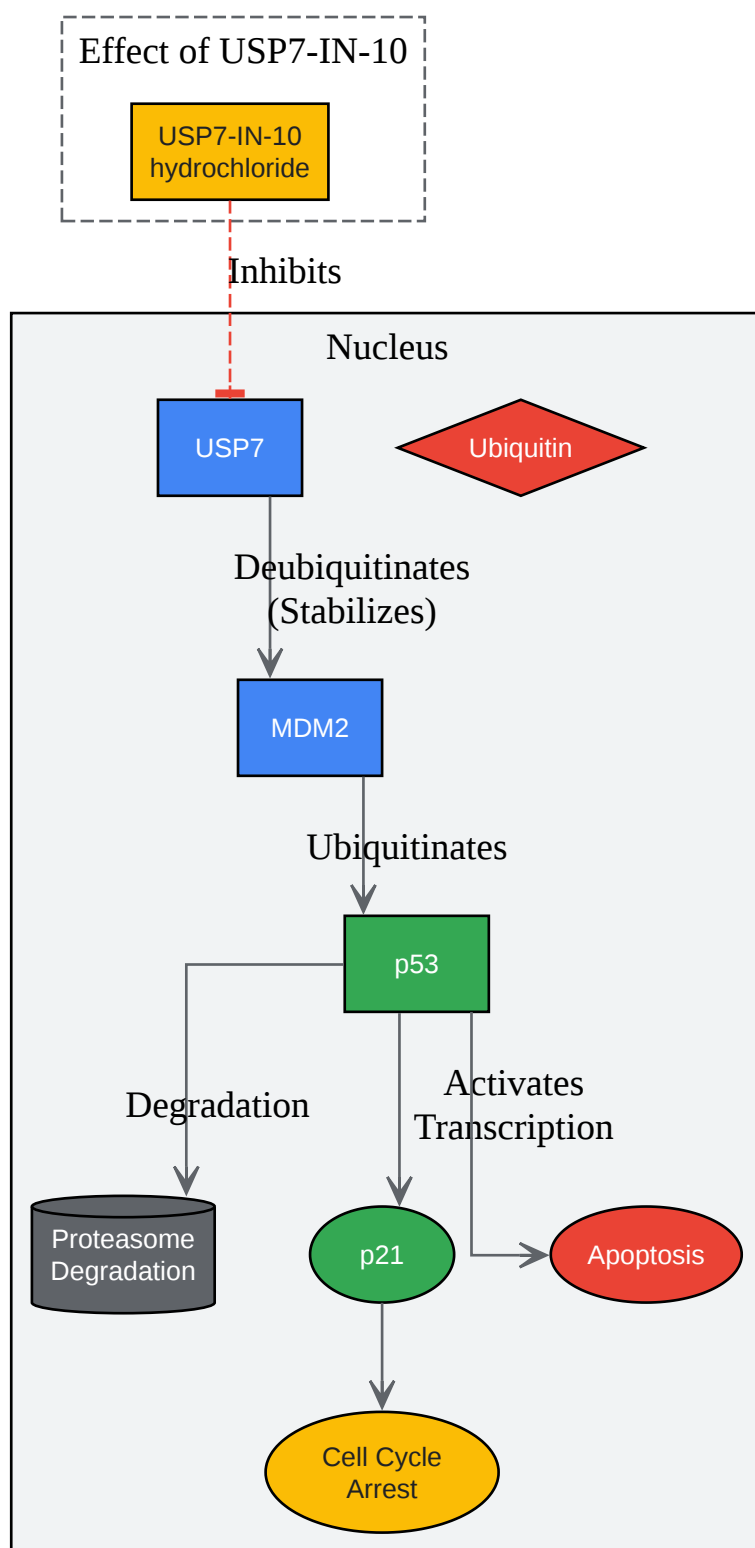 Effect of USP7-IN-10
USP7-IN-10
hydrochloride
Inhibits
Nucleus
USP7
Ubiquitin
Deubiquitinates
(Stabilizes)
MDM2
Ubiquitinates
p53
Degradation
Activates
Transcription
Proteasome
Degradation
p21
Apoptosis
Cell Cycle
Arrest